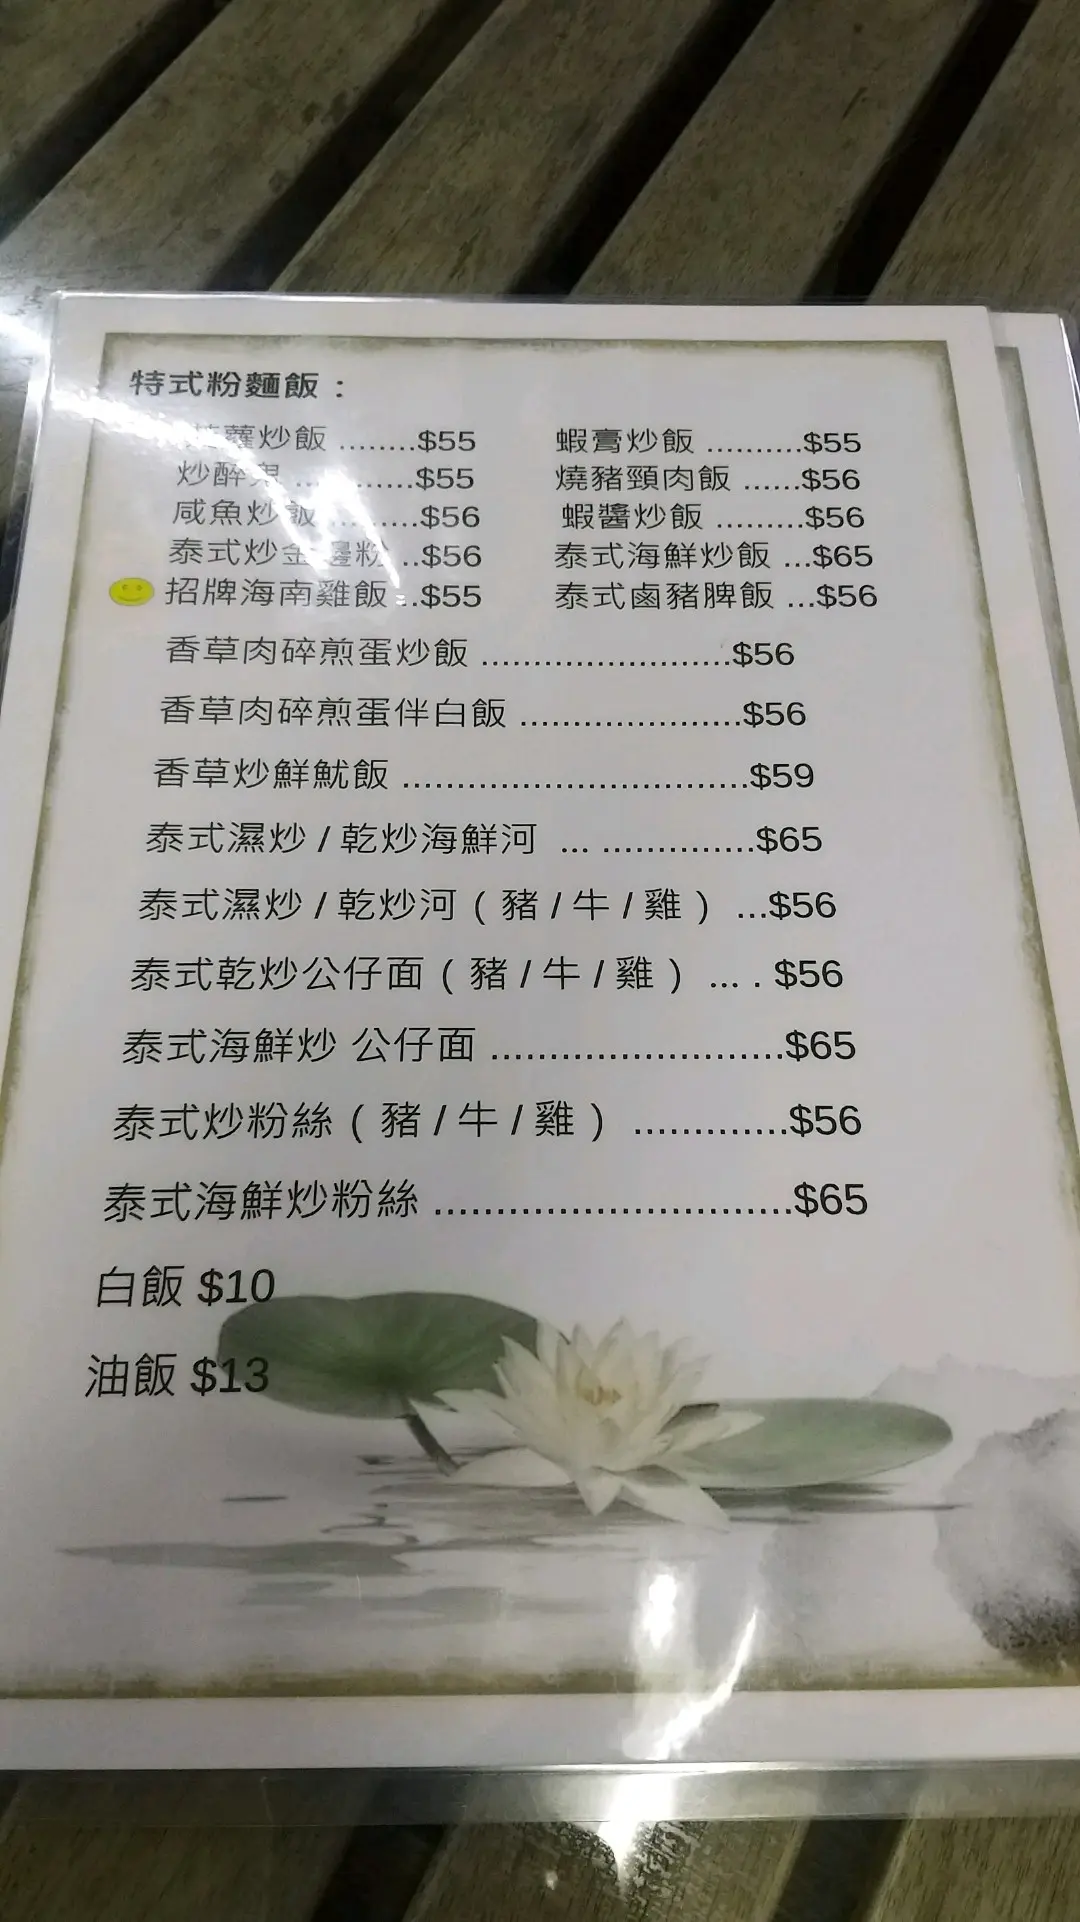 特式粉麵飯：
蘿炒飯 ........$55 蝦膏炒飯 ..........$55
炒醉鬼 ............$55 燒豬頸肉飯 ......$56
咸魚炒飯 .........$56 蝦醬炒飯 .........$56
泰式炒金邊粉 ..$56 泰式海鮮炒飯 ...$65
招牌海南雞飯 ...$55 泰式鹵豬脾飯 ...$56
香草肉碎煎蛋炒飯 ........................$56
香草肉碎煎蛋伴白飯 .....................$56
香草炒鮮魷飯 ................................$59
泰式濕炒 / 乾炒海鮮河 ... ..............$65
泰式濕炒 / 乾炒河（豬 / 牛 / 雞） ...$56
泰式乾炒公仔面（豬 / 牛 / 雞） ... . $56
泰式海鮮炒 公仔面 .........................$65
泰式炒粉絲（豬 / 牛 / 雞） .............$56
泰式海鮮炒粉絲 .............................$65
白飯 $10
油飯 $13